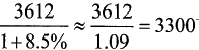 3612/(1+8.5%) ≈ 3612/1.09 = 3300